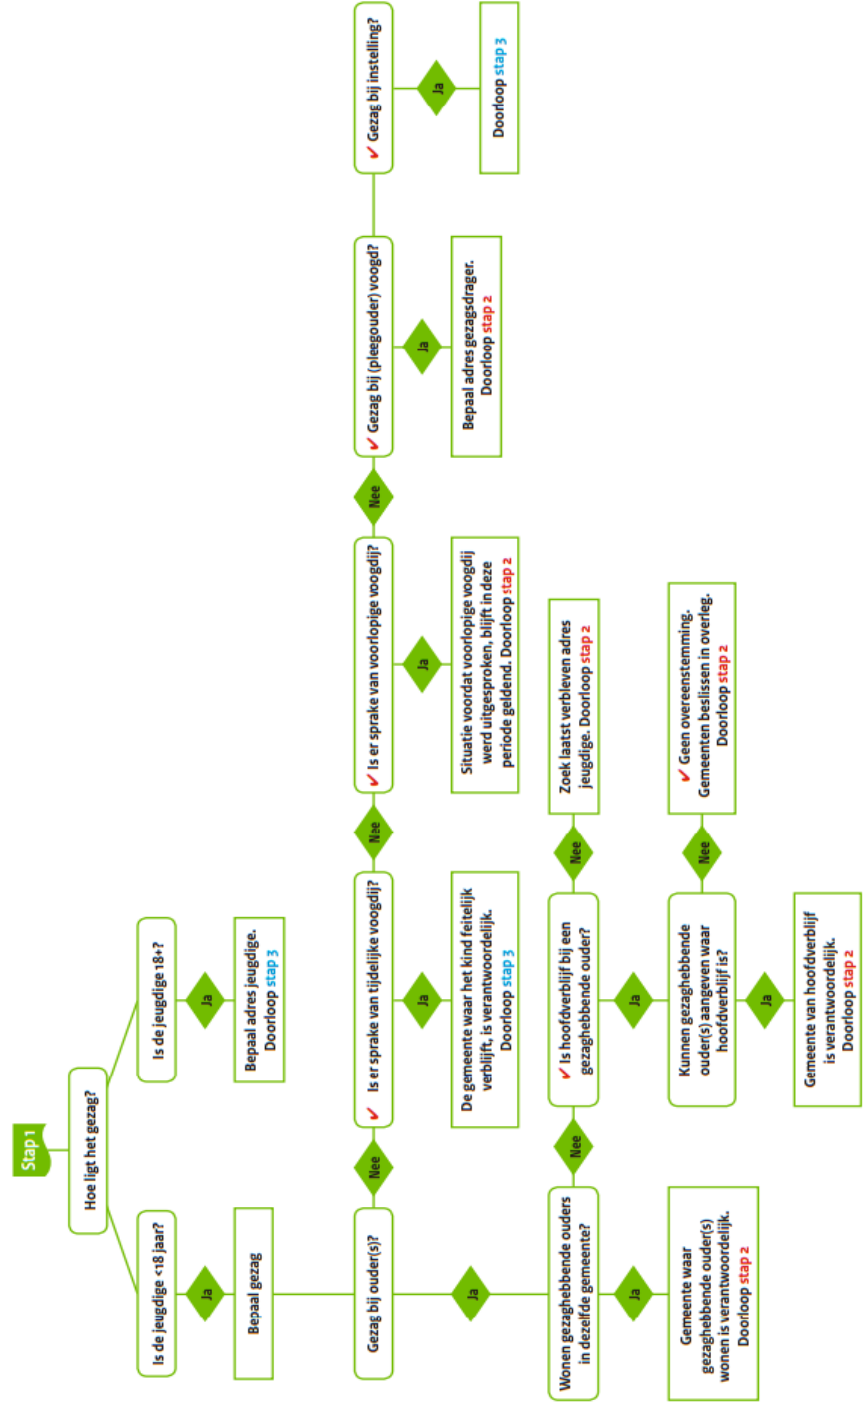 Stap 1
Hoe ligt het gezag?
Is de jeugdige <18 jaar?
Is de jeugdige 18+?
Ja
Ja
Bepaal gezag
Bepaal adres jeugdige.
Doorloop stap 3
Gezag bij ouder(s)?
Nee
✓ Is er sprake van tijdelijke voogdij?
Nae
✓ Is er sprake van voorlopige voogdij?
Nee
✓ Gezag bij (pleegouder) voogd?
✓ Gezag bij instelling?
Ja
Ja
Ja
Ja
Ja
De gemeente waar het kind feitelijk
verblijft, is verantwoordelijk.
Doorloop stap 3
Situatie voordat voorlopige voogdij
werd uitgesproken, blijft in deze
periode geldend. Doorloop stap 2
Bepaal adres gezagsdrager.
Doorloop stap 2
Doorloop stap 3
Wonen gezaghebbende ouders
in dezelfde gemeente?
Nee
✓ Is hoofdverblijf bij een
gezaghebbende ouder?
Nee
Zoek laatst verbleven adres
jeugdige. Doorloop stap 2
Ja
Ja
Gemeente waar
gezaghebbende ouder(s)
wonen is verantwoordelijk.
Doorloop stap 2
Kunnen gezaghebbende
ouder(s) aangeven waar
hoofdverblijf is?
Nee
✓ Geen overeenstemming.
Gemeenten beslissen in overleg.
Doorloop stap 2
Ja
Gemeente van hoofdverblijf
is verantwoordelijk.
Doorloop stap 2